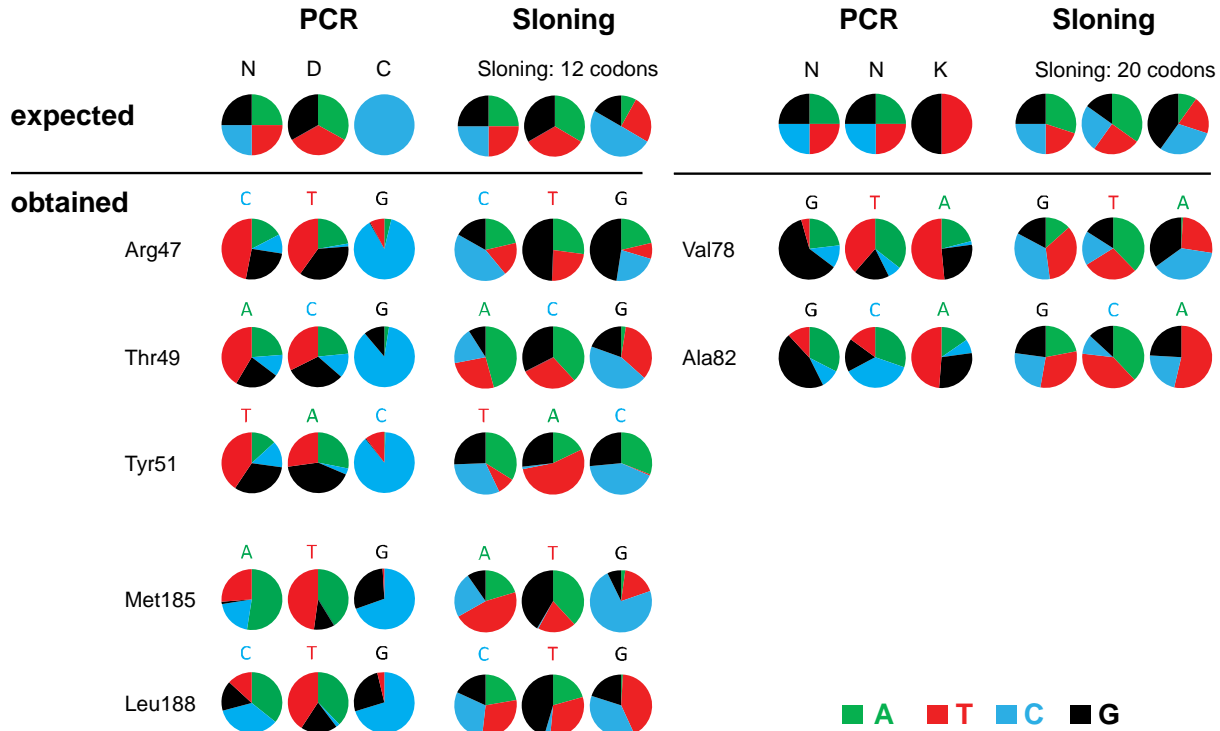 PCR Sloning PCR Sloning
N D C Sloning: 12 codons N N K Sloning: 20 codons
expected
obtained
C T G C T G G T A G T A
Arg47 Val78
A C G A C G G C A G C A
Thr49 Ala82
T A C T A C
Tyr51
A T G A T G
Met185
C T G C T G
Leu188
A T C G